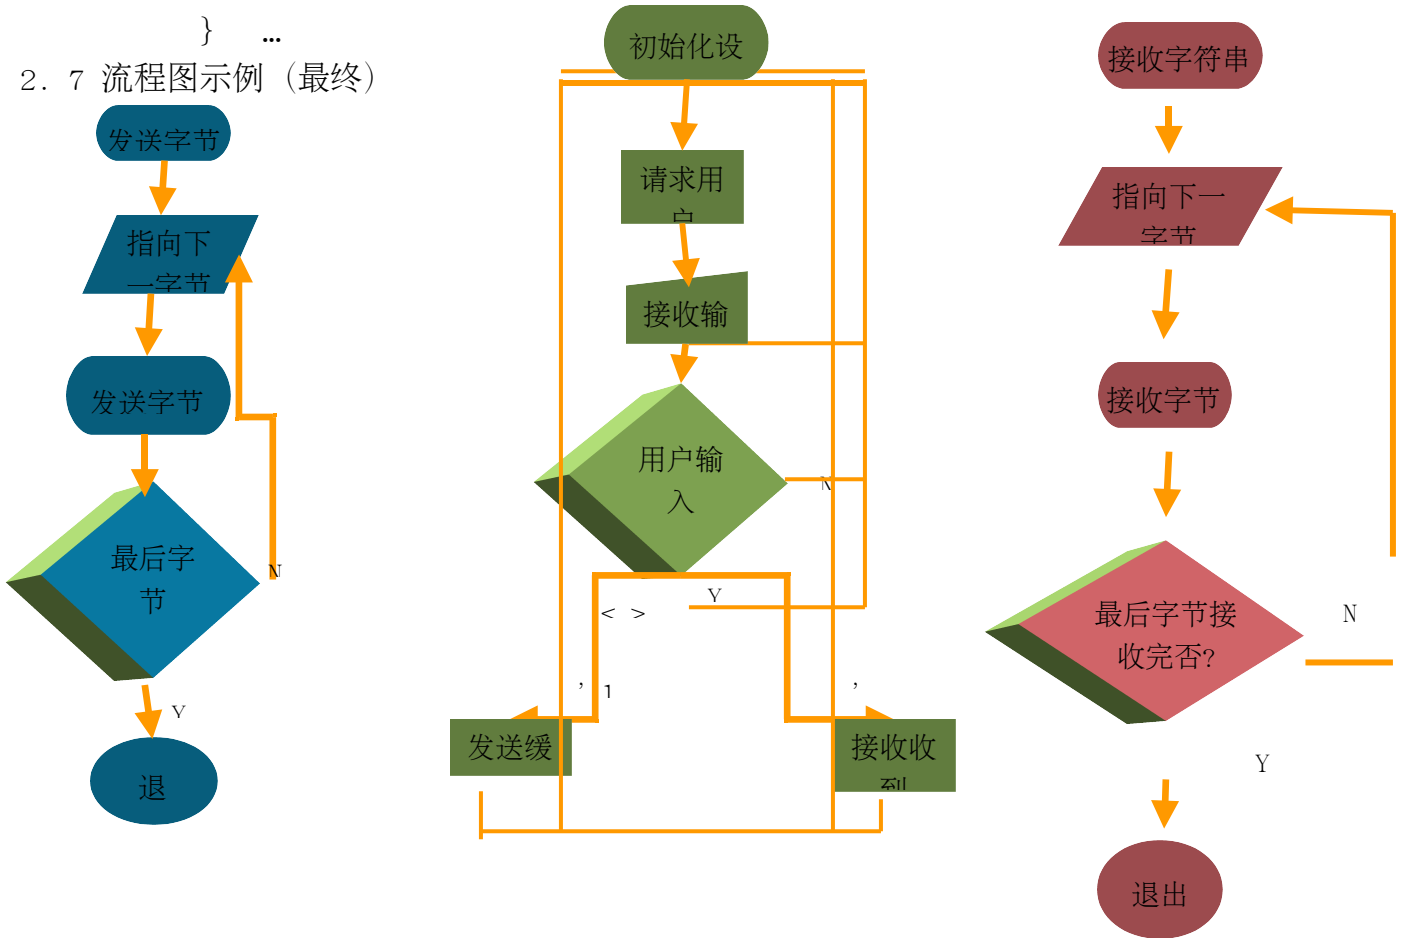 } …
2. 7 流程图示例（最终）
发送字节
指向下
一字节
发送字节
最后字
节
N
Y
退
初始化设
请求用
户
接收输
用户输
入
N
Y
< >
, 1
,
发送缓
接收收
到
接收字符串
指向下一
字节
接收字节
最后字节接
收完否?
N
Y
退出